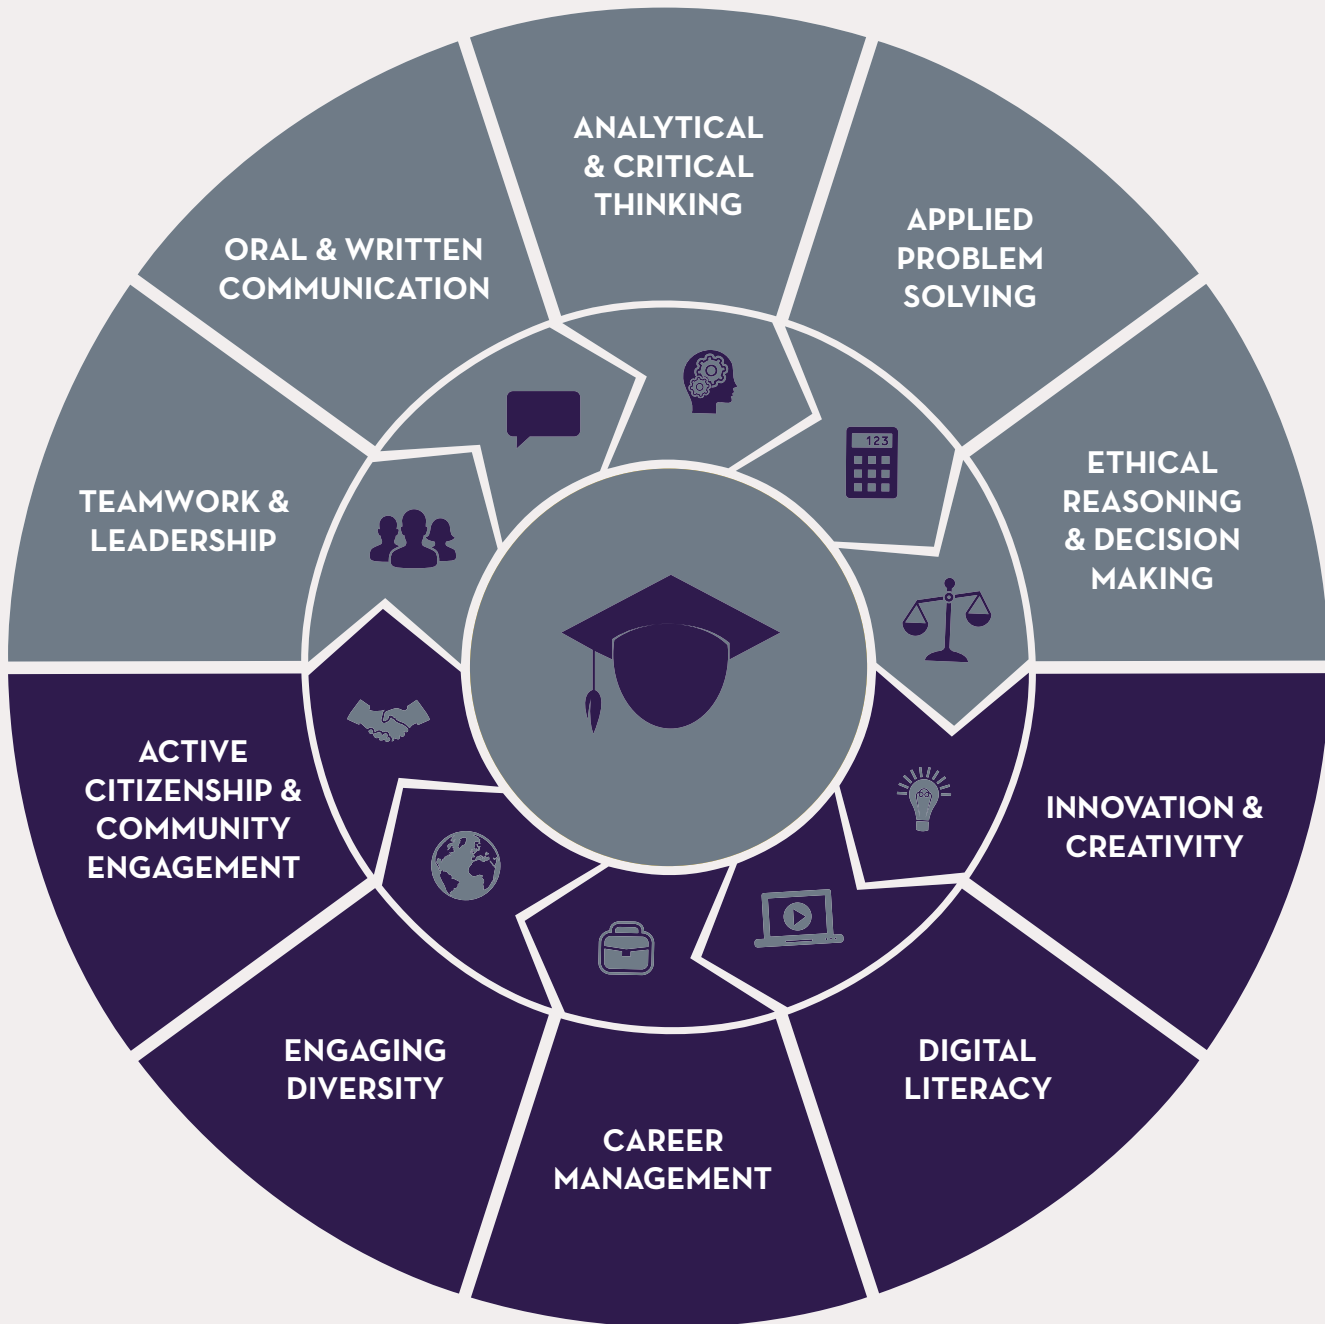 ANALYTICAL
& CRITICAL
THINKING
APPLIED
PROBLEM
SOLVING
ETHICAL
REASONING
& DECISION
MAKING
INNOVATION &
CREATIVITY
DIGITAL
LITERACY
CAREER
MANAGEMENT
ENGAGING
DIVERSITY
ACTIVE
CITIZENSHIP &
COMMUNITY
ENGAGEMENT
TEAMWORK &
LEADERSHIP
ORAL & WRITTEN
COMMUNICATION
123